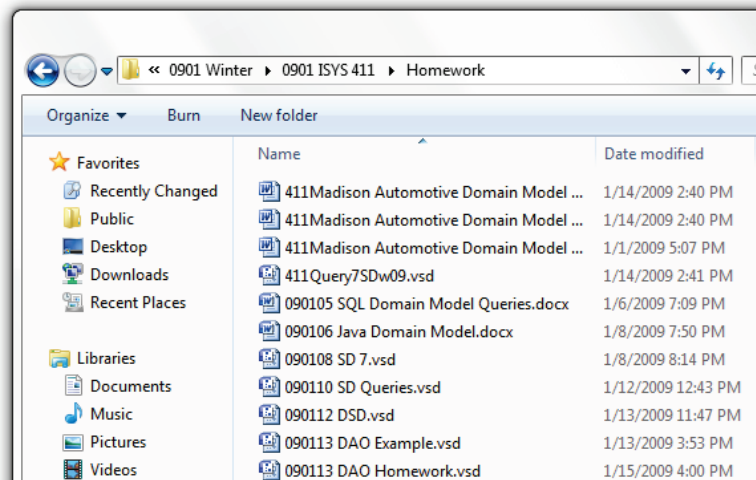 « 0901 Winter ▸ 0901 ISYS 411 ▸ Homework
Organize Burn New folder
Name Date modified
Favorites
Recently Changed
Public
Desktop
Downloads
Recent Places
Libraries
Documents
Music
Pictures
Videos
411Madison Automotive Domain Model ... 1/14/2009 2:40 PM
411Madison Automotive Domain Model ... 1/14/2009 2:40 PM
411Madison Automotive Domain Model ... 1/1/2009 5:07 PM
411Query7SDw09.vsd 1/14/2009 2:41 PM
090105 SQL Domain Model Queries.docx 1/6/2009 7:09 PM
090106 Java Domain Model.docx 1/8/2009 7:50 PM
090108 SD 7.vsd 1/8/2009 8:14 PM
090110 SD Queries.vsd 1/12/2009 12:43 PM
090112 DSD.vsd 1/13/2009 11:47 PM
090113 DAO Example.vsd 1/13/2009 3:53 PM
090113 DAO Homework.vsd 1/15/2009 4:00 PM